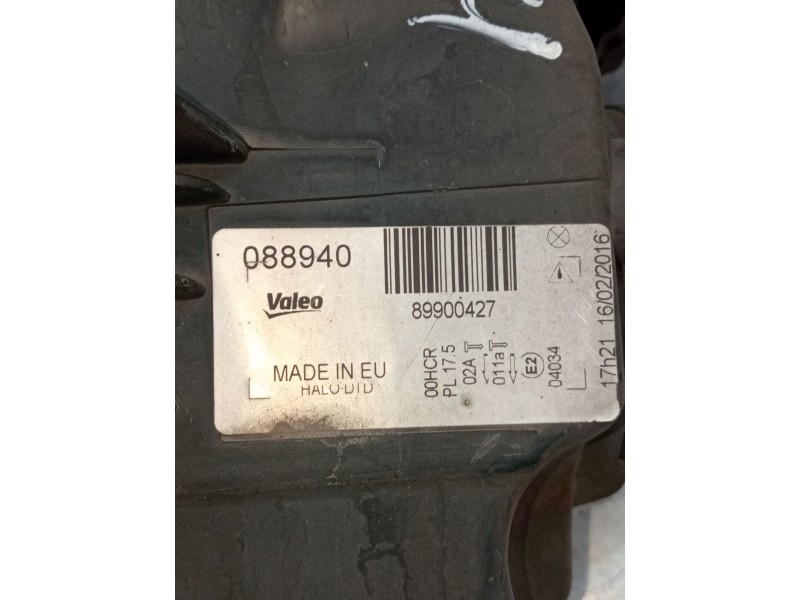 088940
Valeo
89900427
MADE IN EU
HALO-DTD
00HCR
PL 17.5
02A
011a
E2
04034
17h21 16/02/2016